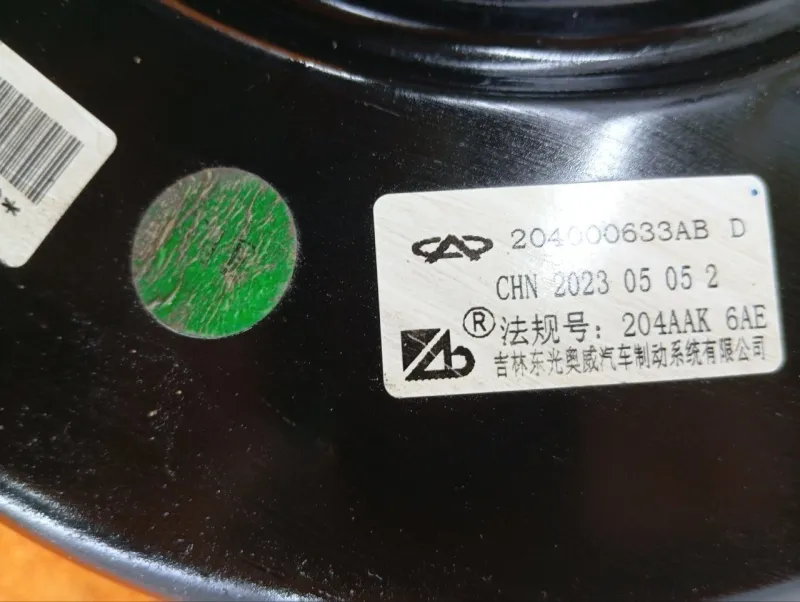 204000633AB D
CHN 2023 05 05 2
®法规号: 204AAK 6AE
吉林东光奥威汽车制动系统有限公司
*